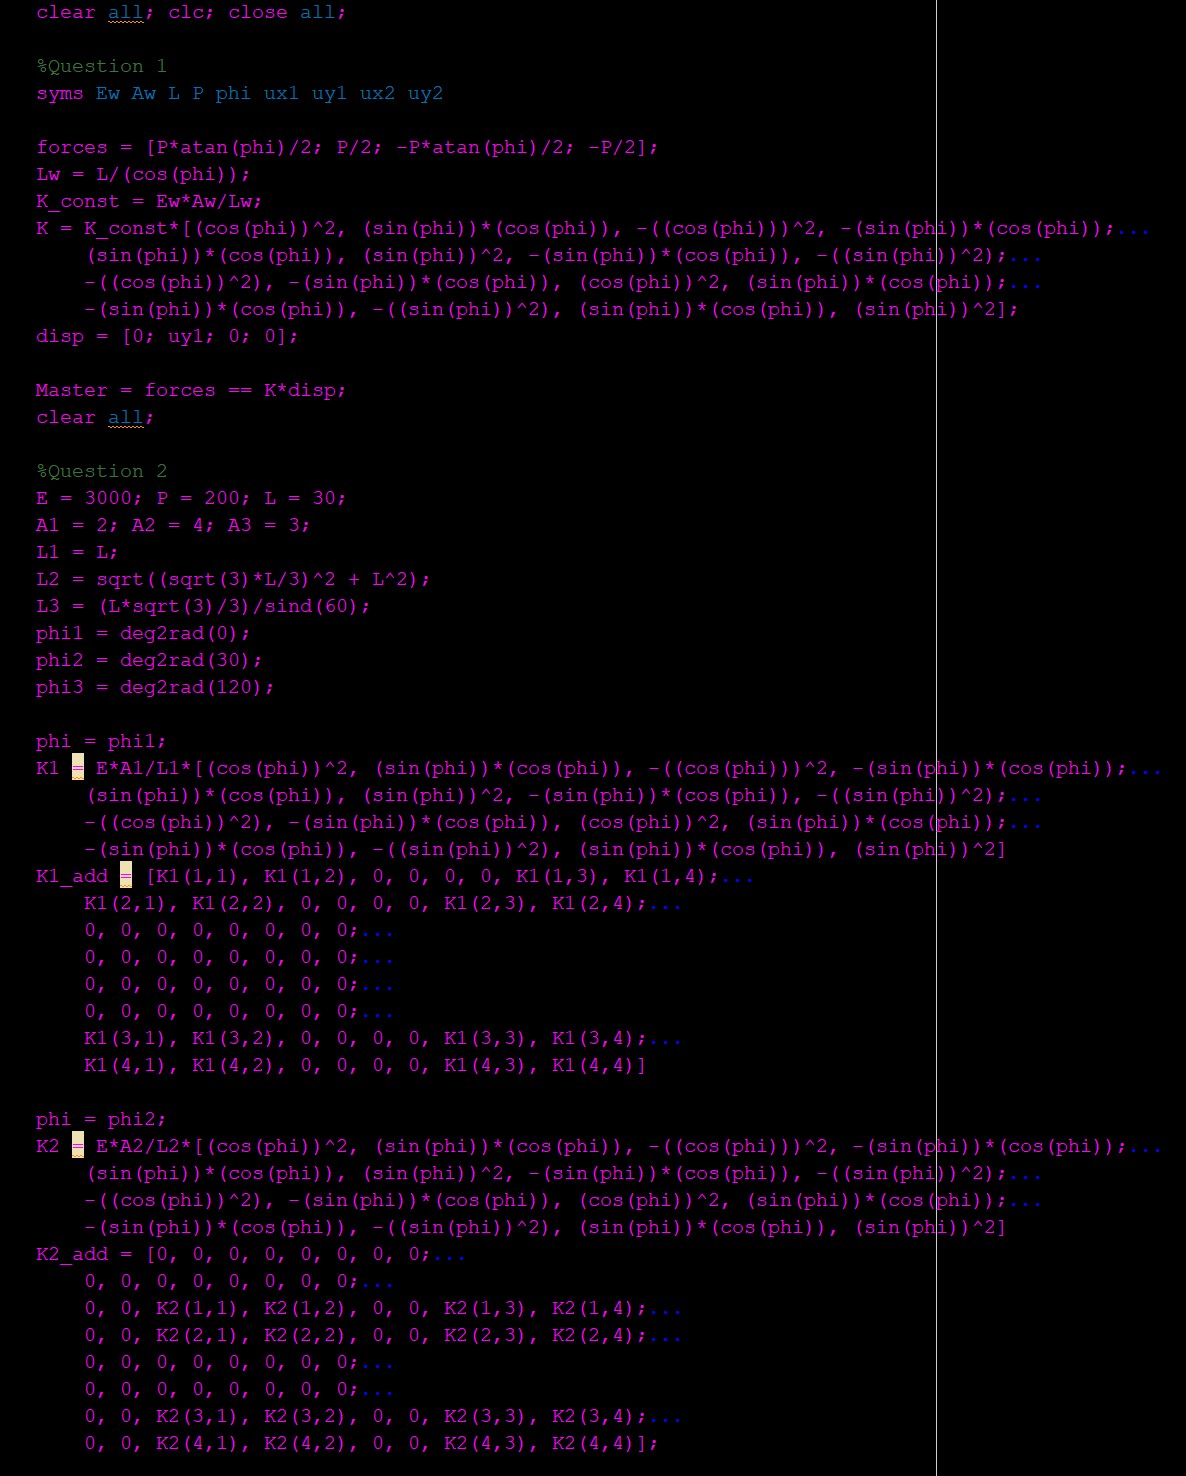 clear all; clc; close all;
%Question 1
syms Ew Aw L P phi ux1 uy1 ux2 uy2
forces = [P*atan(phi)/2; P/2; -P*atan(phi)/2; -P/2];
Lw = L/(cos(phi));
K_const = Ew*Aw/Lw;
K = K_const*[(cos(phi))^2, (sin(phi))*(cos(phi)), -((cos(phi)))^2, -(sin(phi))*(cos(phi));...
(sin(phi))*(cos(phi)), (sin(phi))^2, -(sin(phi))*(cos(phi)), -((sin(phi))^2);...
-((cos(phi))^2), -(sin(phi))*(cos(phi)), (cos(phi))^2, (sin(phi))*(cos(phi));...
-(sin(phi))*(cos(phi)), -((sin(phi))^2), (sin(phi))*(cos(phi)), (sin(phi))^2];
disp = [0; uy1; 0; 0];
Master = forces == K*disp;
clear all;
%Question 2
E = 3000; P = 200; L = 30;
A1 = 2; A2 = 4; A3 = 3;
L1 = L;
L2 = sqrt((sqrt(3)*L/3)^2 + L^2);
L3 = (L*sqrt(3)/3)/sind(60);
phi1 = deg2rad(0);
phi2 = deg2rad(30);
phi3 = deg2rad(120);
phi = phi1;
K1 = E*A1/L1*[(cos(phi))^2, (sin(phi))*(cos(phi)), -((cos(phi)))^2, -(sin(phi))*(cos(phi));...
(sin(phi))*(cos(phi)), (sin(phi))^2, -(sin(phi))*(cos(phi)), -((sin(phi))^2);...
-((cos(phi))^2), -(sin(phi))*(cos(phi)), (cos(phi))^2, (sin(phi))*(cos(phi));...
-(sin(phi))*(cos(phi)), -((sin(phi))^2), (sin(phi))*(cos(phi)), (sin(phi))^2]
K1_add = [K1(1,1), K1(1,2), 0, 0, 0, 0, K1(1,3), K1(1,4);...
K1(2,1), K1(2,2), 0, 0, 0, 0, K1(2,3), K1(2,4);...
0, 0, 0, 0, 0, 0, 0, 0;...
0, 0, 0, 0, 0, 0, 0, 0;...
0, 0, 0, 0, 0, 0, 0, 0;...
0, 0, 0, 0, 0, 0, 0, 0;...
K1(3,1), K1(3,2), 0, 0, 0, 0, K1(3,3), K1(3,4);...
K1(4,1), K1(4,2), 0, 0, 0, 0, K1(4,3), K1(4,4)]
phi = phi2;
K2 = E*A2/L2*[(cos(phi))^2, (sin(phi))*(cos(phi)), -((cos(phi)))^2, -(sin(phi))*(cos(phi));...
(sin(phi))*(cos(phi)), (sin(phi))^2, -(sin(phi))*(cos(phi)), -((sin(phi))^2);...
-((cos(phi))^2), -(sin(phi))*(cos(phi)), (cos(phi))^2, (sin(phi))*(cos(phi));...
-(sin(phi))*(cos(phi)), -((sin(phi))^2), (sin(phi))*(cos(phi)), (sin(phi))^2]
K2_add = [0, 0, 0, 0, 0, 0, 0, 0;...
0, 0, 0, 0, 0, 0, 0, 0;...
0, 0, K2(1,1), K2(1,2), 0, 0, K2(1,3), K2(1,4);...
0, 0, K2(2,1), K2(2,2), 0, 0, K2(2,3), K2(2,4);...
0, 0, 0, 0, 0, 0, 0, 0;...
0, 0, 0, 0, 0, 0, 0, 0;...
0, 0, K2(3,1), K2(3,2), 0, 0, K2(3,3), K2(3,4);...
0, 0, K2(4,1), K2(4,2), 0, 0, K2(4,3), K2(4,4)];